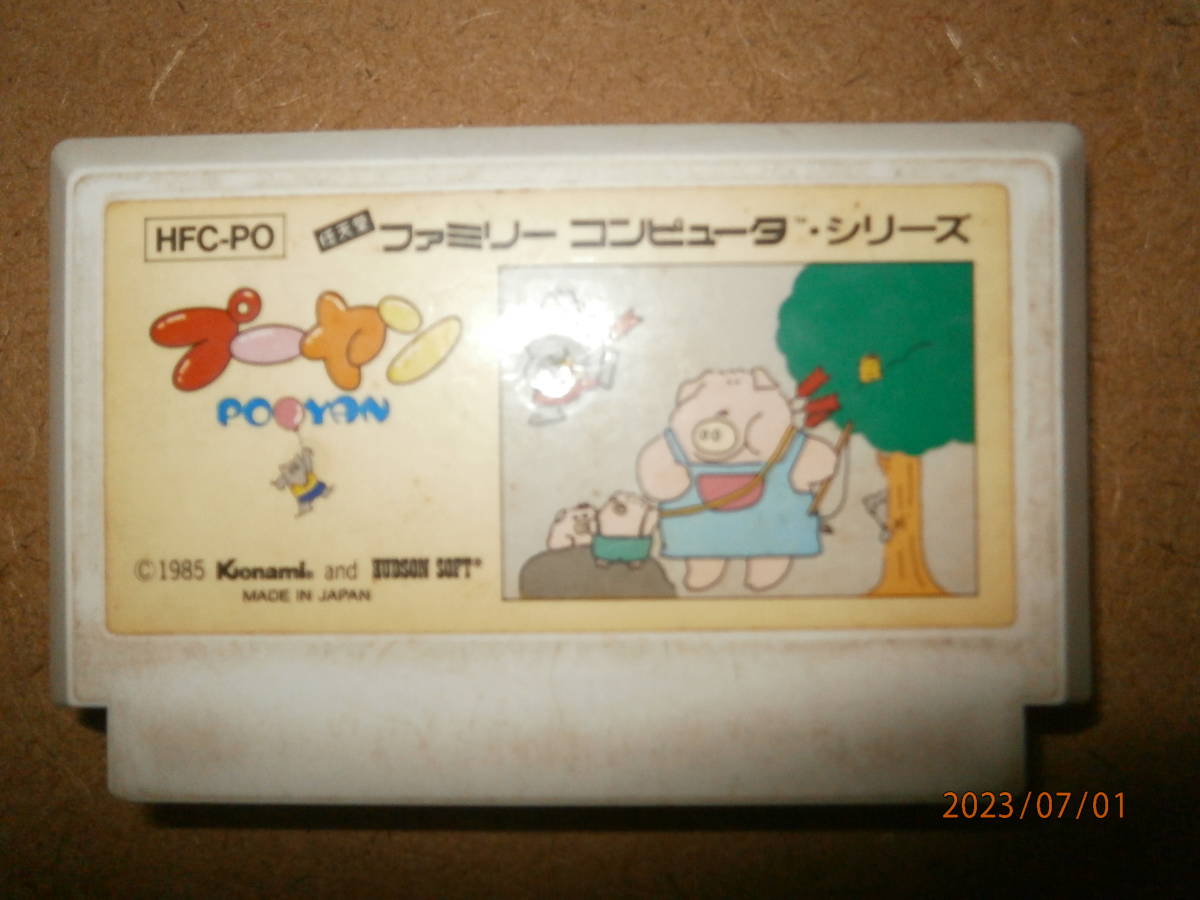 HFC-PO
任天堂 ファミリー コンピュータ™・シリーズ
プーヤン
POOYAN
©1985 Konami® and HUDSON SOFT®
MADE IN JAPAN
2023/07/01